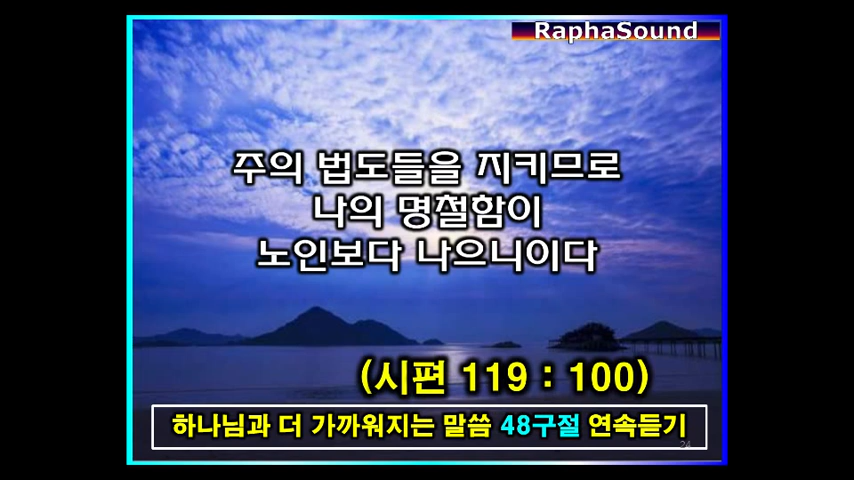 RaphaSound
주의 법도들을 지키므로
나의 명철함이
노인보다 나으니이다
(시편 119 : 100)
하나님과 더 가까워지는 말씀 48구절 연속듣기
24